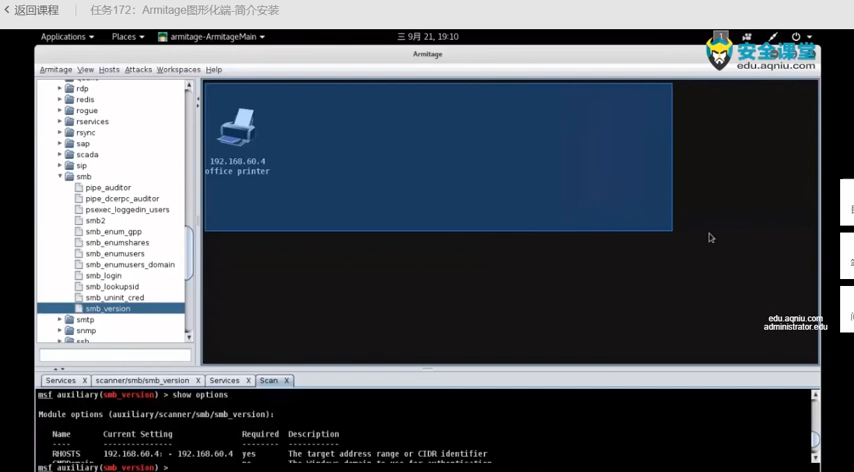 返回课程
任务172：Armitage图形化端-简介安装
Applications Places armitage-ArmitageMain 三 9月 21, 19:10 1
Armitage
安全课堂
edu.aqniu.com
Armitage View Hosts Attacks Workspaces Help
rdp
redis
rogue
rservices
rsync
sap
scada
sip
smb
pipe_auditor
pipe_dcerpc_auditor
psexec_loggedin_users
smb2
smb_enum_gpp
smb_enumshares
smb_enumusers
smb_enumusers_domain
smb_login
smb_lookupsid
smb_uninit_cred
smb_version
smtp
snmp
ssh
192.168.60.4
office printer
edu.aqniu.com
administrator.edu
Services X scanner/smb/smb_version X Services X Scan X
msf auxiliary(smb_version) > show options
Module options (auxiliary/scanner/smb/smb_version):
Name Current Setting Required Description
---- --------------- -------- -----------
RHOSTS 192.168.60.4: - 192.168.60.4 yes The target address range or CIDR identifier
msf auxiliary(smb_version) >